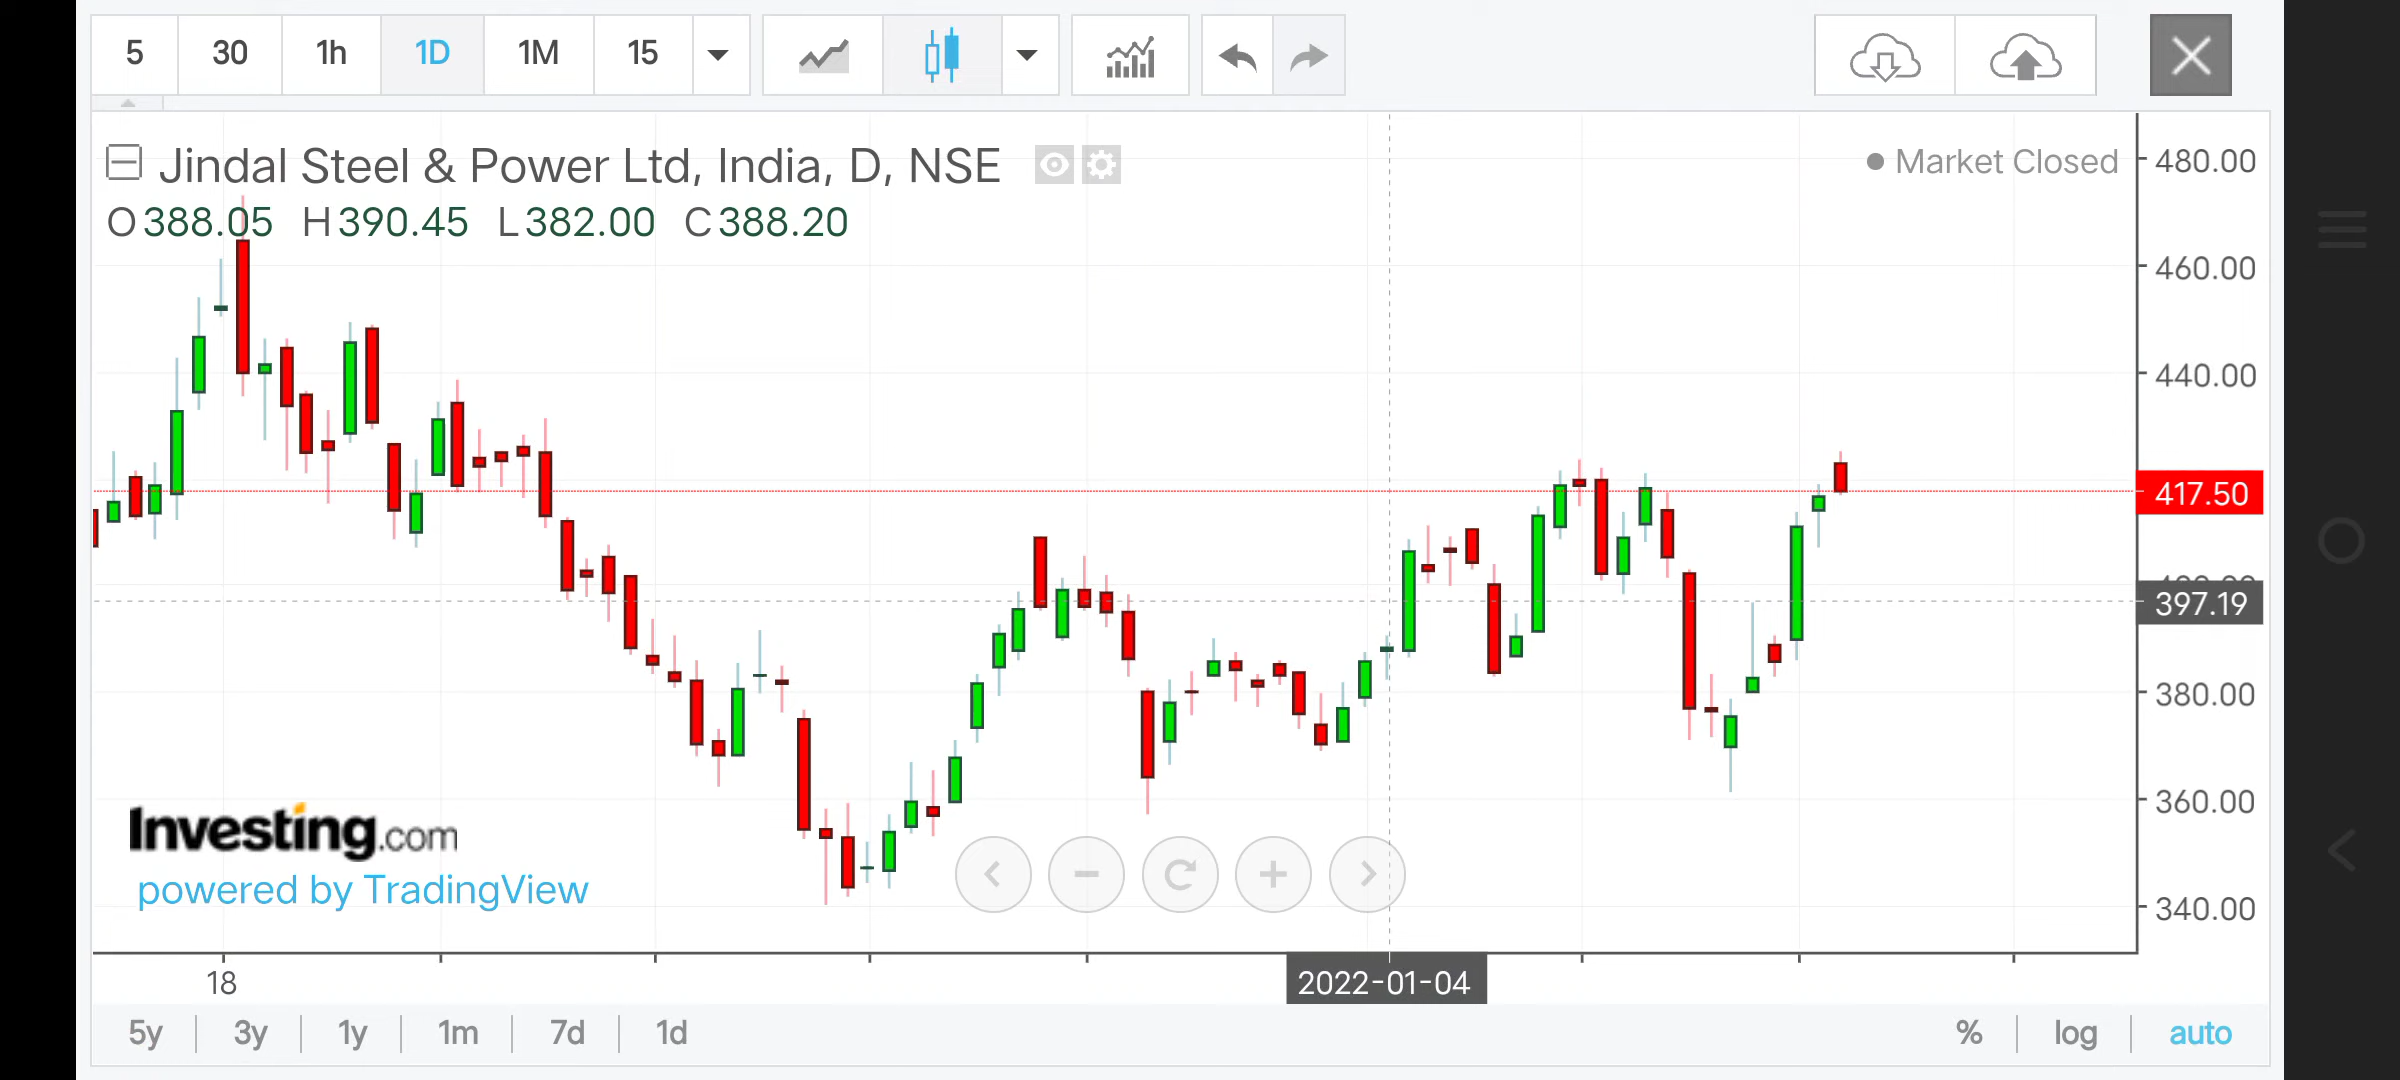 5 30 1h 1D 1M 15
Jindal Steel & Power Ltd, India, D, NSE
Market Closed
O388.05 H390.45 L382.00 C388.20
480.00
460.00
440.00
417.50
397.19
380.00
360.00
340.00
Investing.com
powered by TradingView
18 2022-01-04
5y 3y 1y 1m 7d 1d % log auto